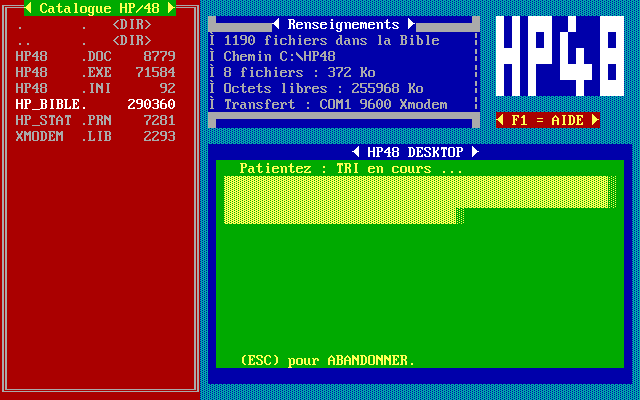 Catalogue HP/48
.       .   <DIR>
..      .   <DIR>
HP48    .DOC   8779
HP48    .EXE  71584
HP48    .INI     92
HP_BIBLE.    290360
HP_STAT .PRN   7281
XMODEM  .LIB   2293
Renseignements
Ì 1190 fichiers dans la Bible
Ì Chemin C:\HP48
Ì 8 fichiers : 372 Ko
Ì Octets libres : 255968 Ko
Ì Transfert : COM1 9600 Xmodem
HP48
F1 = AIDE
HP48 DESKTOP
Patientez : TRI en cours ...
(ESC) pour ABANDONNER.